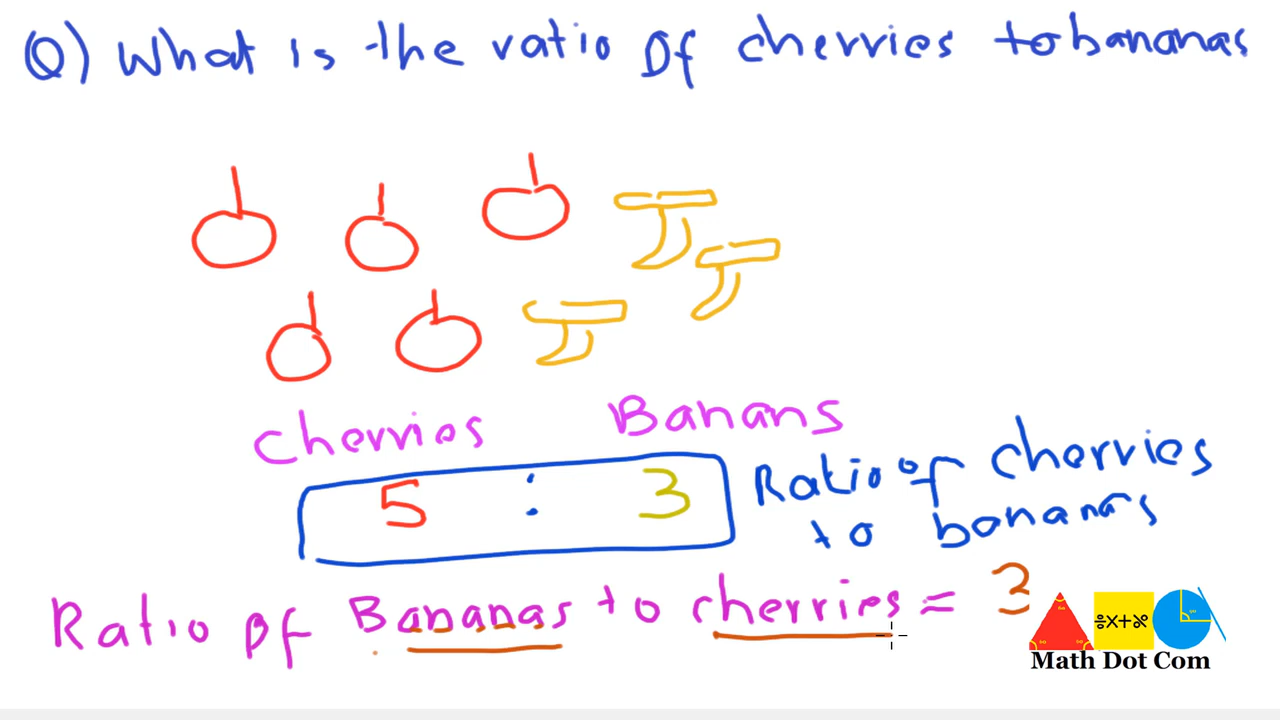 Q) What is the ratio of cherries to bananas
Cherries Banans
5 : 3
Ratio of cherries
to bananas
Ratio of Bananas to cherries = 3
÷x+%
Math Dot Com